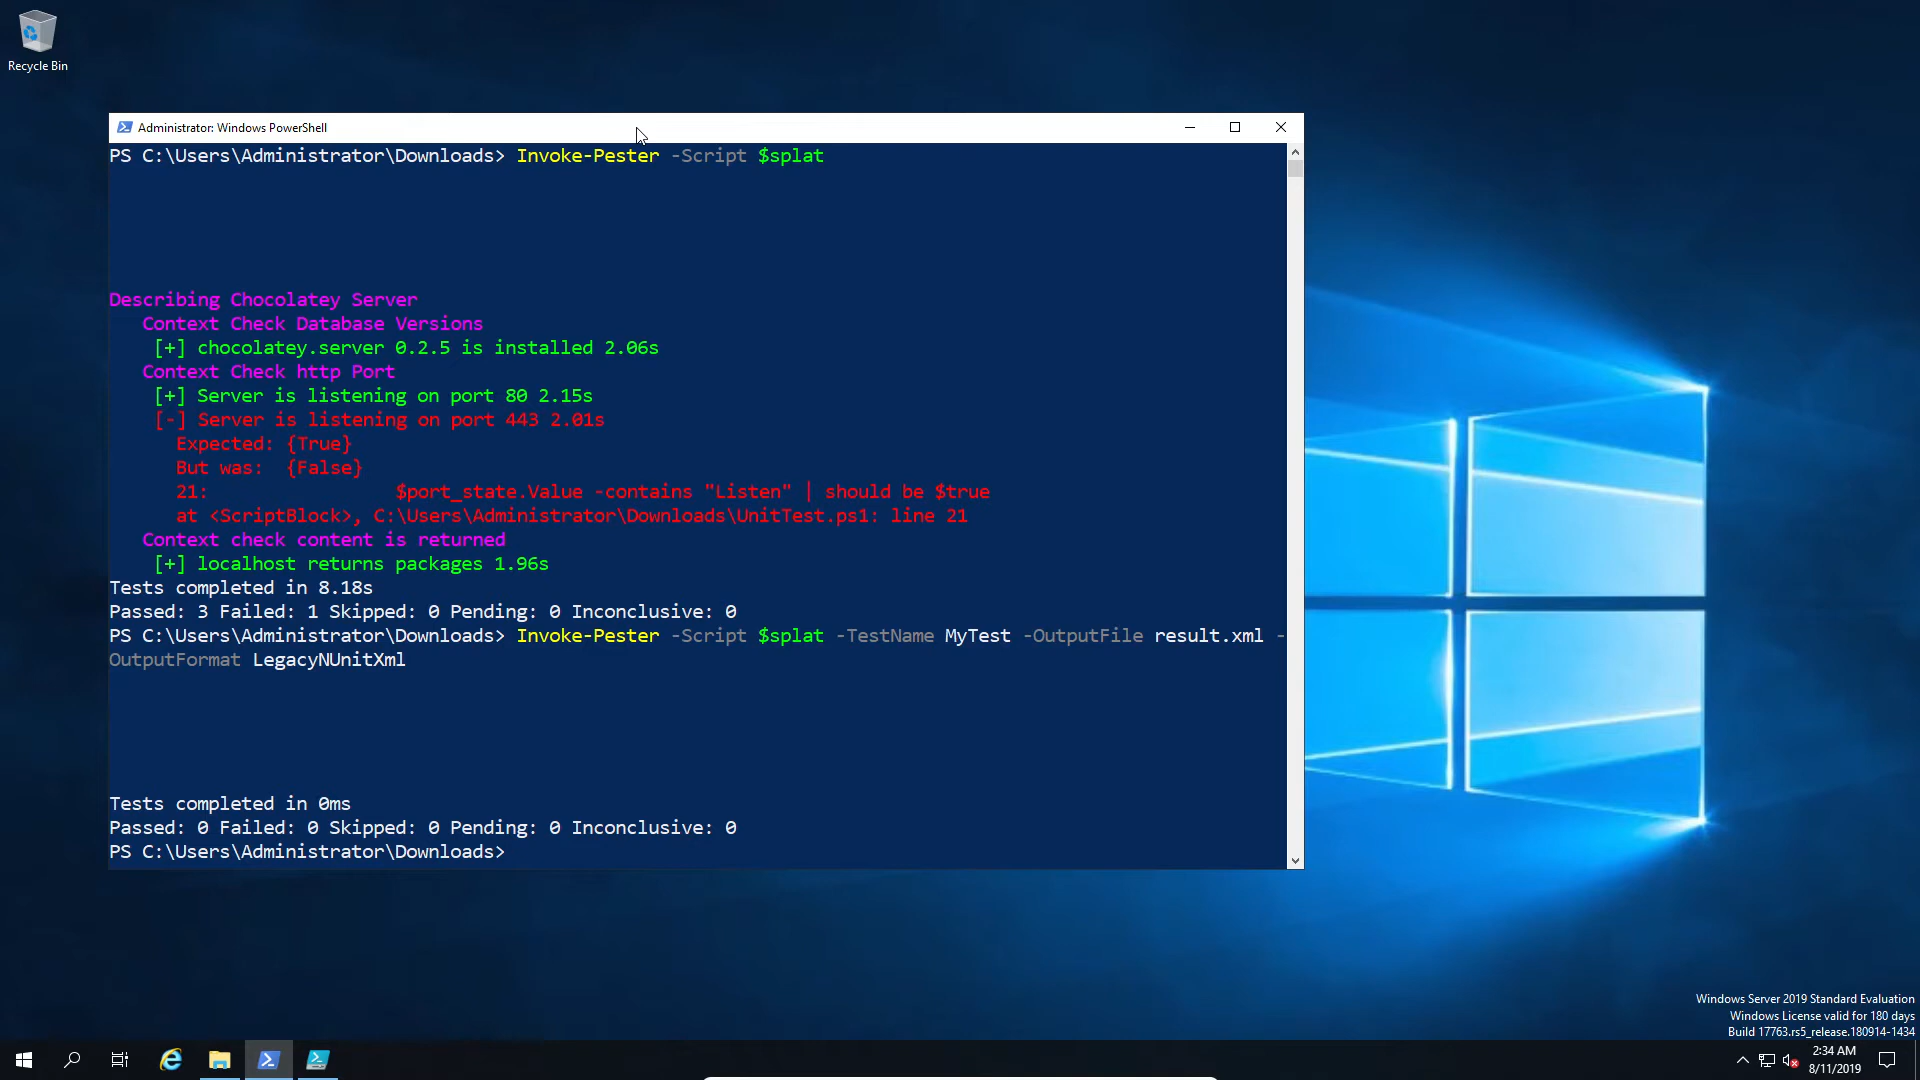 Recycle Bin
Administrator: Windows PowerShell
PS C:\Users\Administrator\Downloads> Invoke-Pester -Script $splat
Describing Chocolatey Server
Context Check Database Versions
[+] chocolatey.server 0.2.5 is installed 2.06s
Context Check http Port
[+] Server is listening on port 80 2.15s
[-] Server is listening on port 443 2.01s
Expected: {True}
But was:  {False}
21:                 $port_state.Value -contains "Listen" | should be $true
at <ScriptBlock>, C:\Users\Administrator\Downloads\UnitTest.ps1: line 21
Context check content is returned
[+] localhost returns packages 1.96s
Tests completed in 8.18s
Passed: 3 Failed: 1 Skipped: 0 Pending: 0 Inconclusive: 0
PS C:\Users\Administrator\Downloads> Invoke-Pester -Script $splat -TestName MyTest -OutputFile result.xml -
OutputFormat LegacyNUnitXml
Tests completed in 0ms
Passed: 0 Failed: 0 Skipped: 0 Pending: 0 Inconclusive: 0
PS C:\Users\Administrator\Downloads>
Windows Server 2019 Standard Evaluation
Windows License valid for 180 days
Build 17763.rs5_release.180914-1434
2:34 AM
8/11/2019